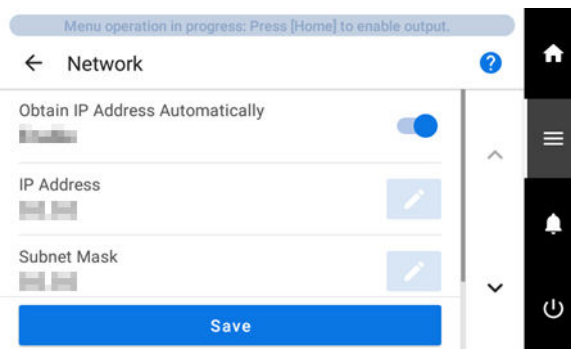 Menu operation in progress: Press [Home] to enable output.
Network
?
Obtain IP Address Automatically
IP Address
Subnet Mask
Save